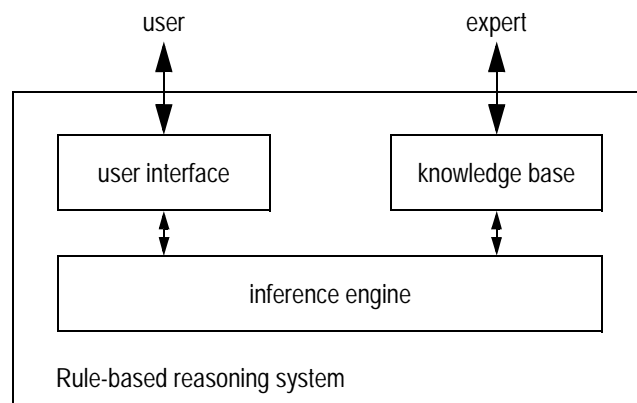 user
expert
user interface
knowledge base
inference engine
Rule-based reasoning system